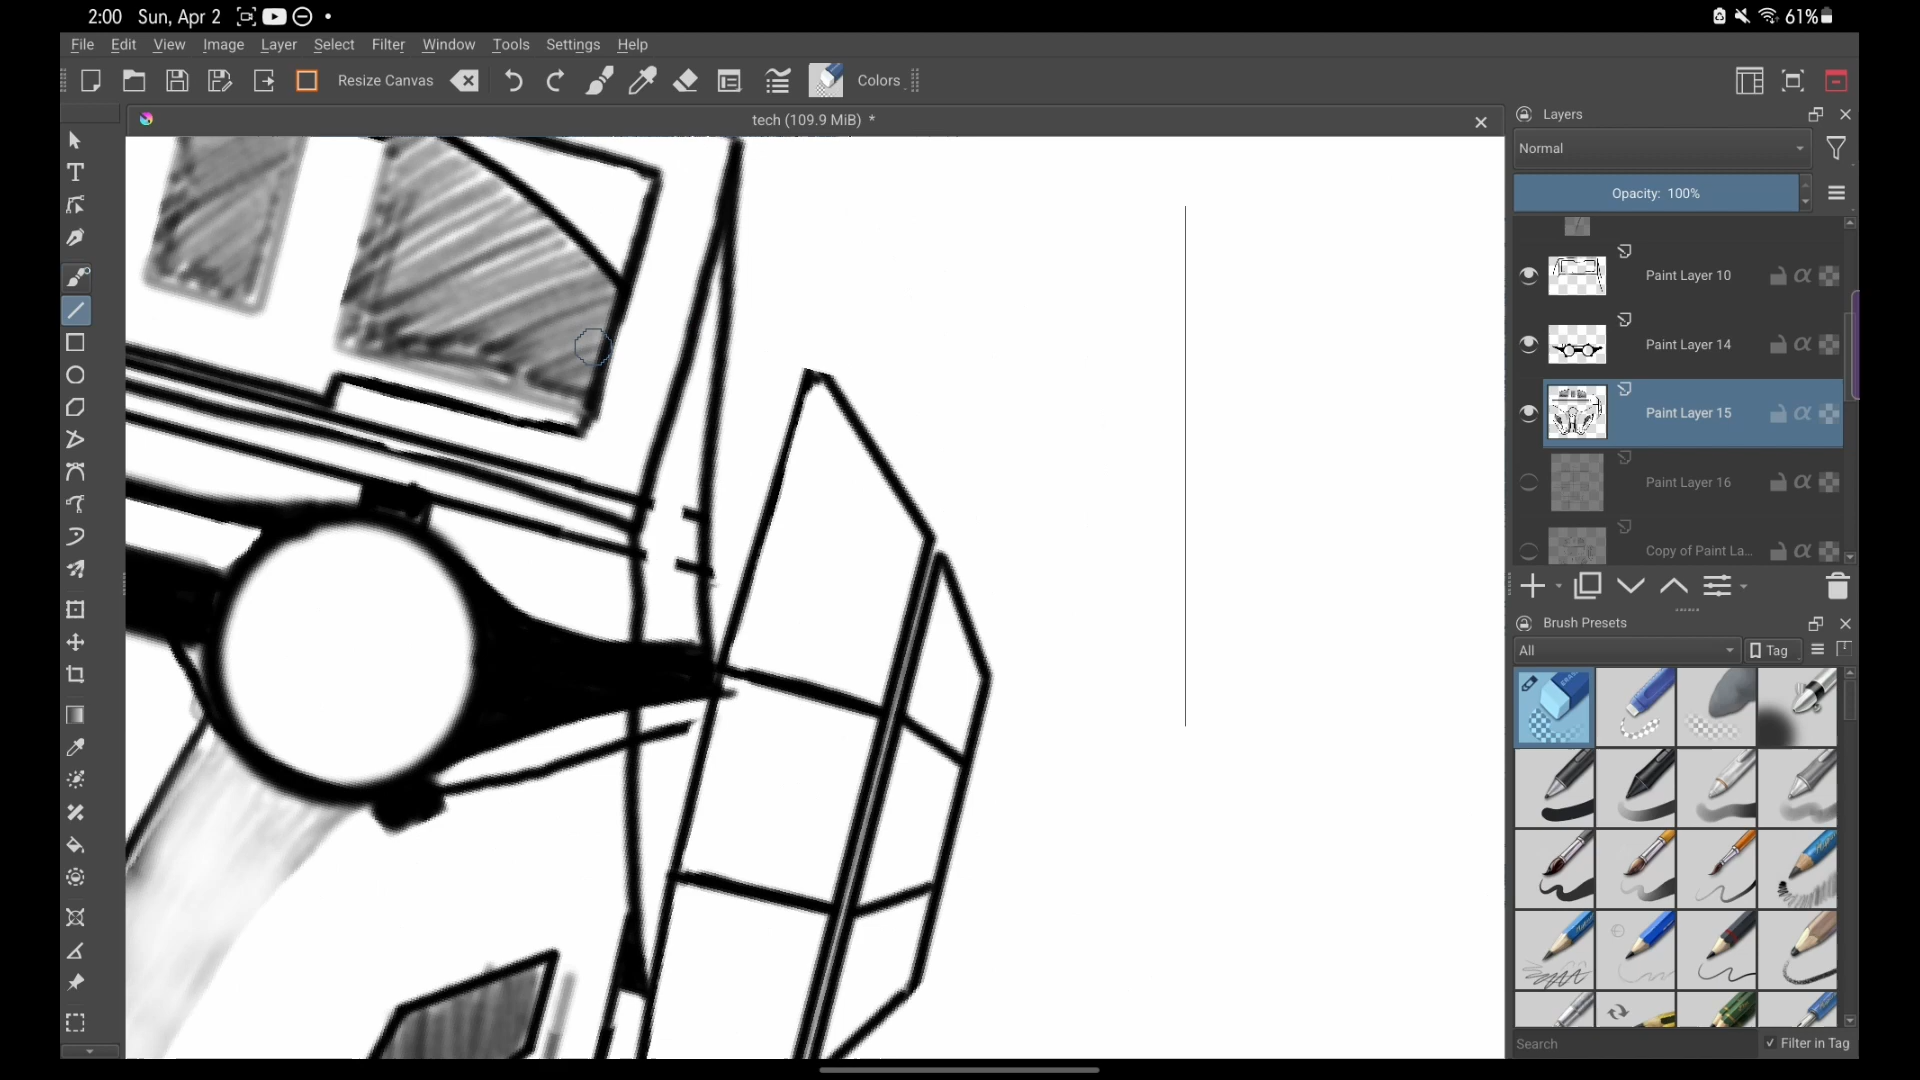 2:00 Sun, Apr 2
61%
File Edit View Image Layer Select Filter Window Tools Settings Help
Resize Canvas
Colors
tech (109.9 MiB) *
Layers
Normal
Opacity: 100%
Paint Layer 10
Paint Layer 14
Paint Layer 15
Paint Layer 16
Copy of Paint La...
Brush Presets
All
Tag
Search
Filter in Tag